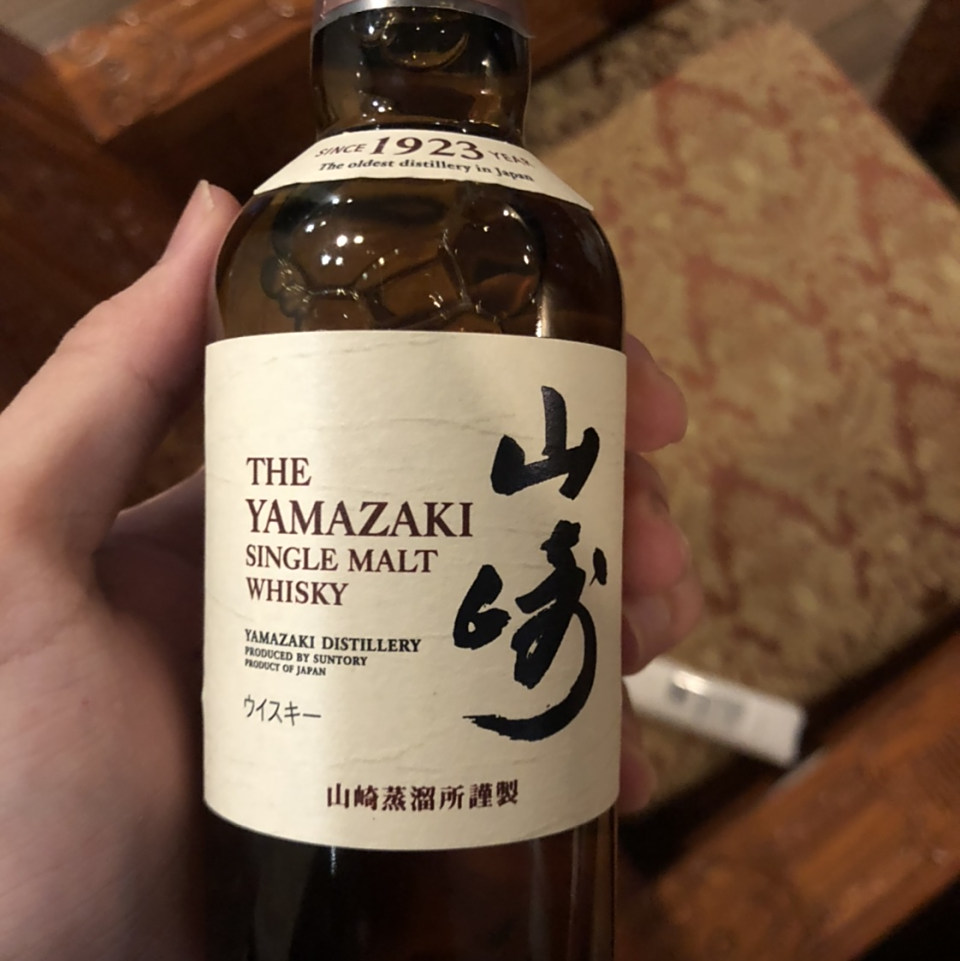 SINCE 1923 YEAR
The oldest distillery in Japan
山崎
THE
YAMAZAKI
SINGLE MALT
WHISKY
YAMAZAKI DISTILLERY
PRODUCED BY SUNTORY
PRODUCT OF JAPAN
ウイスキー
山崎蒸溜所謹製